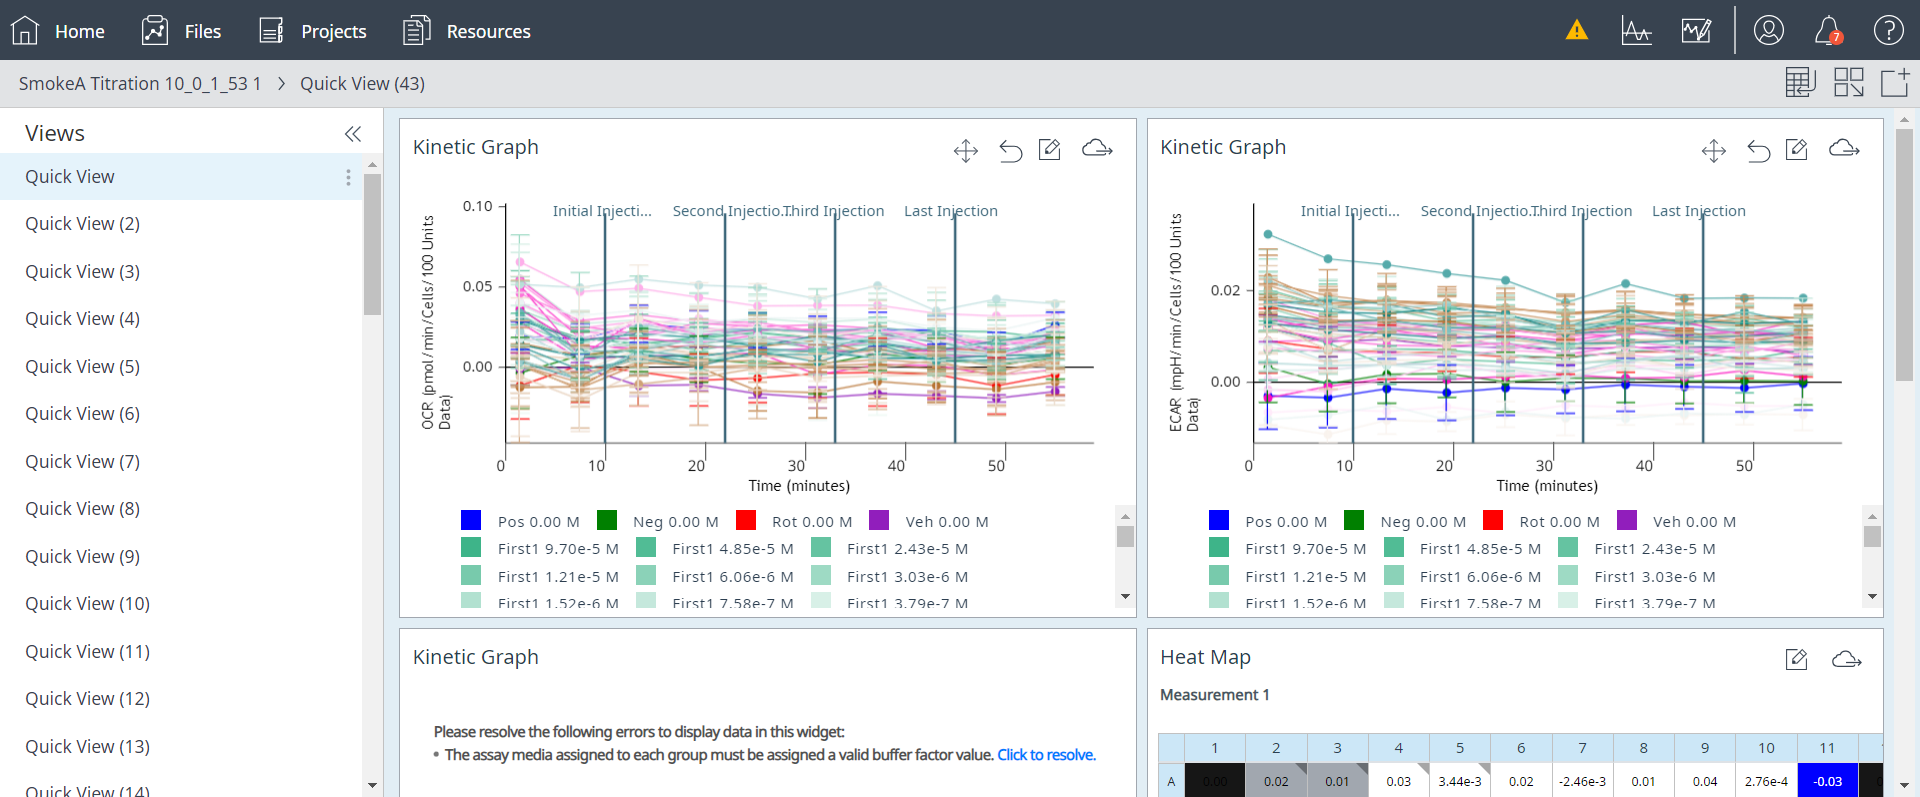 Home Files Projects Resources 7
SmokeA Titration 10_0_1_53 1 > Quick View (43)
Views
Quick View
Quick View (2)
Quick View (3)
Quick View (4)
Quick View (5)
Quick View (6)
Quick View (7)
Quick View (8)
Quick View (9)
Quick View (10)
Quick View (11)
Quick View (12)
Quick View (13)
Quick View (14)
Kinetic Graph
Initial Injecti... Second Injectio... Third Injection Last Injection
OCR (pmol/min/Cells/100 Units
Data)
0.10
0.05
0.00
0 10 20 30 40 50
Time (minutes)
Pos 0.00 M Neg 0.00 M Rot 0.00 M Veh 0.00 M
First1 9.70e-5 M First1 4.85e-5 M First1 2.43e-5 M
First1 1.21e-5 M First1 6.06e-6 M First1 3.03e-6 M
First1 1.52e-6 M First1 7.58e-7 M First1 3.79e-7 M
Kinetic Graph
Initial Injecti... Second Injectio... Third Injection Last Injection
ECAR (mpH/min/Cells/100 Units
Data)
0.02
0.00
0 10 20 30 40 50
Time (minutes)
Pos 0.00 M Neg 0.00 M Rot 0.00 M Veh 0.00 M
First1 9.70e-5 M First1 4.85e-5 M First1 2.43e-5 M
First1 1.21e-5 M First1 6.06e-6 M First1 3.03e-6 M
First1 1.52e-6 M First1 7.58e-7 M First1 3.79e-7 M
Kinetic Graph
Please resolve the following errors to display data in this widget:
• The assay media assigned to each group must be assigned a valid buffer factor value. Click to resolve.
Heat Map
Measurement 1
1 2 3 4 5 6 7 8 9 10 11
A 0.00 0.02 0.01 0.03 3.44e-3 0.02 -2.46e-3 0.01 0.04 2.76e-4 -0.03